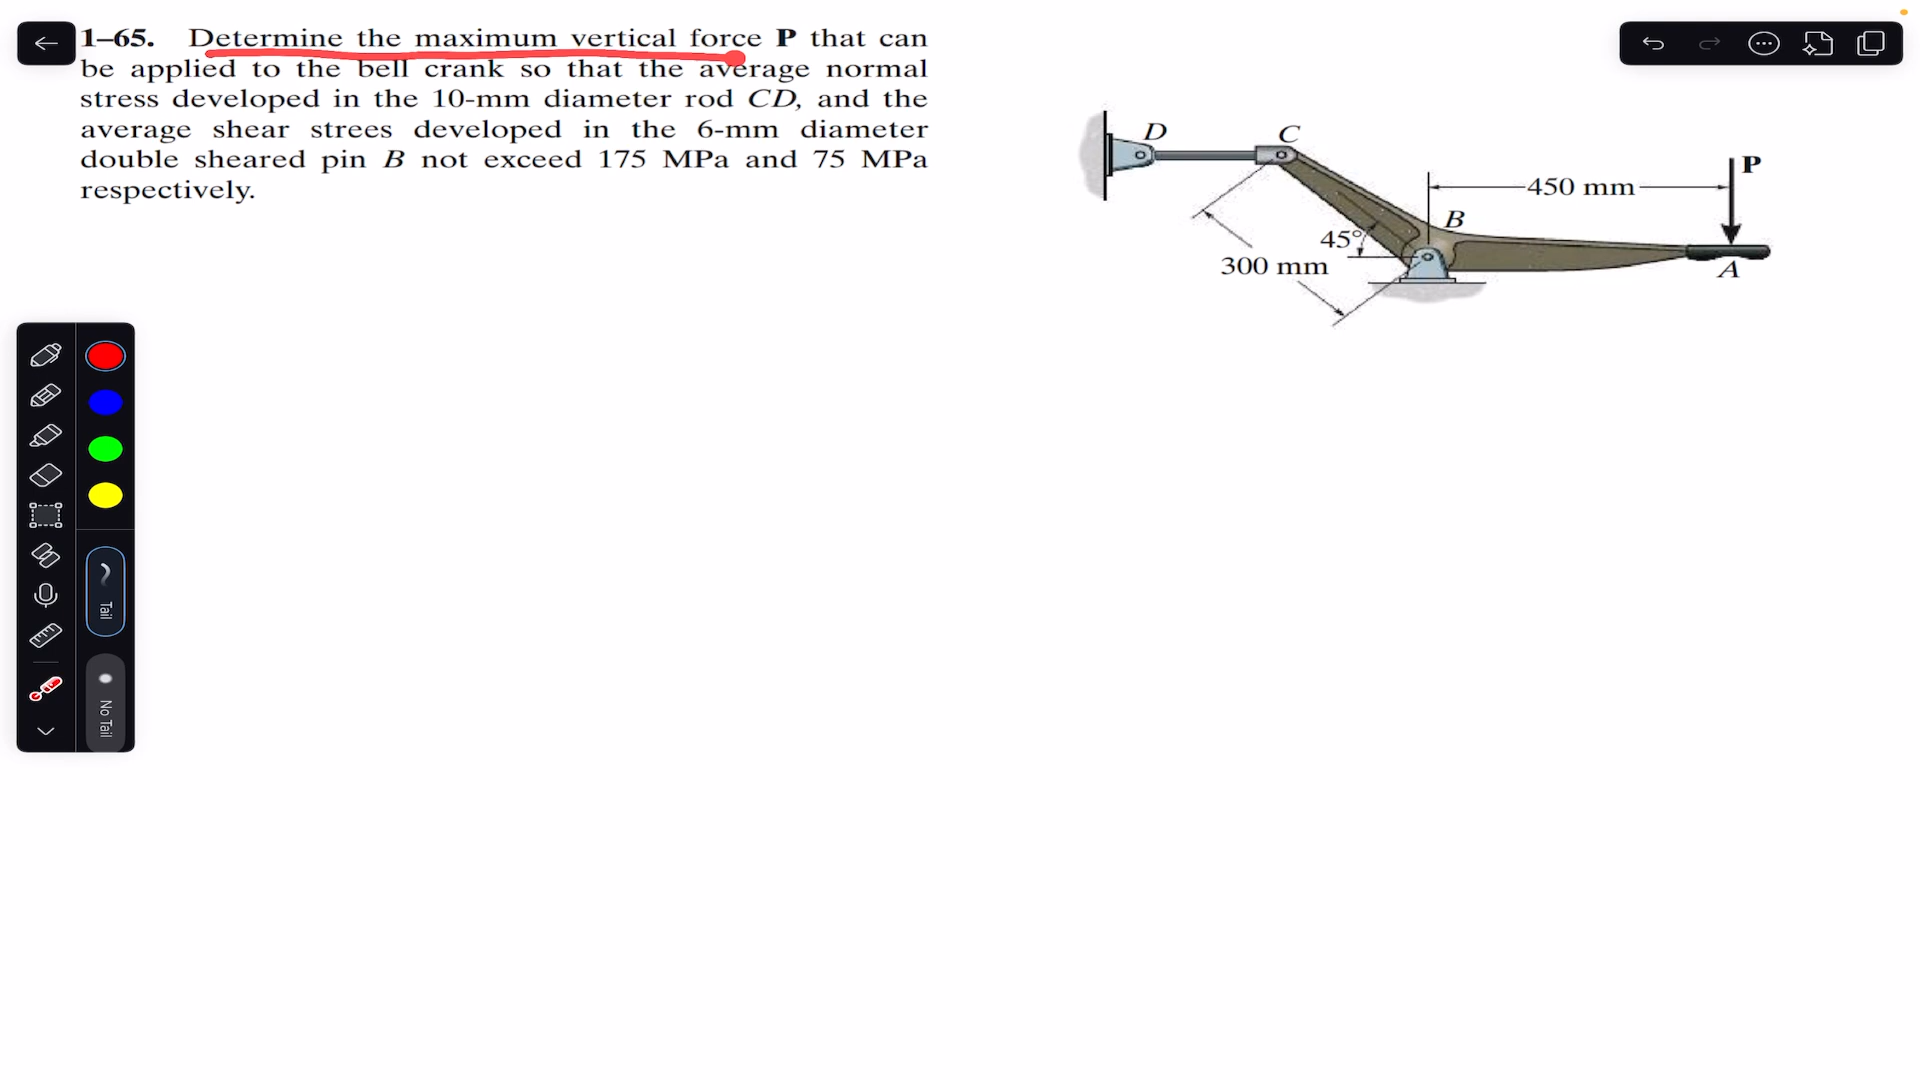 1–65. Determine the maximum vertical force P that can
be applied to the bell crank so that the average normal
stress developed in the 10-mm diameter rod CD, and the
average shear strees developed in the 6-mm diameter
double sheared pin B not exceed 175 MPa and 75 MPa
respectively.
D
C
P
450 mm
B
45°
300 mm
A
Tail
No Tail